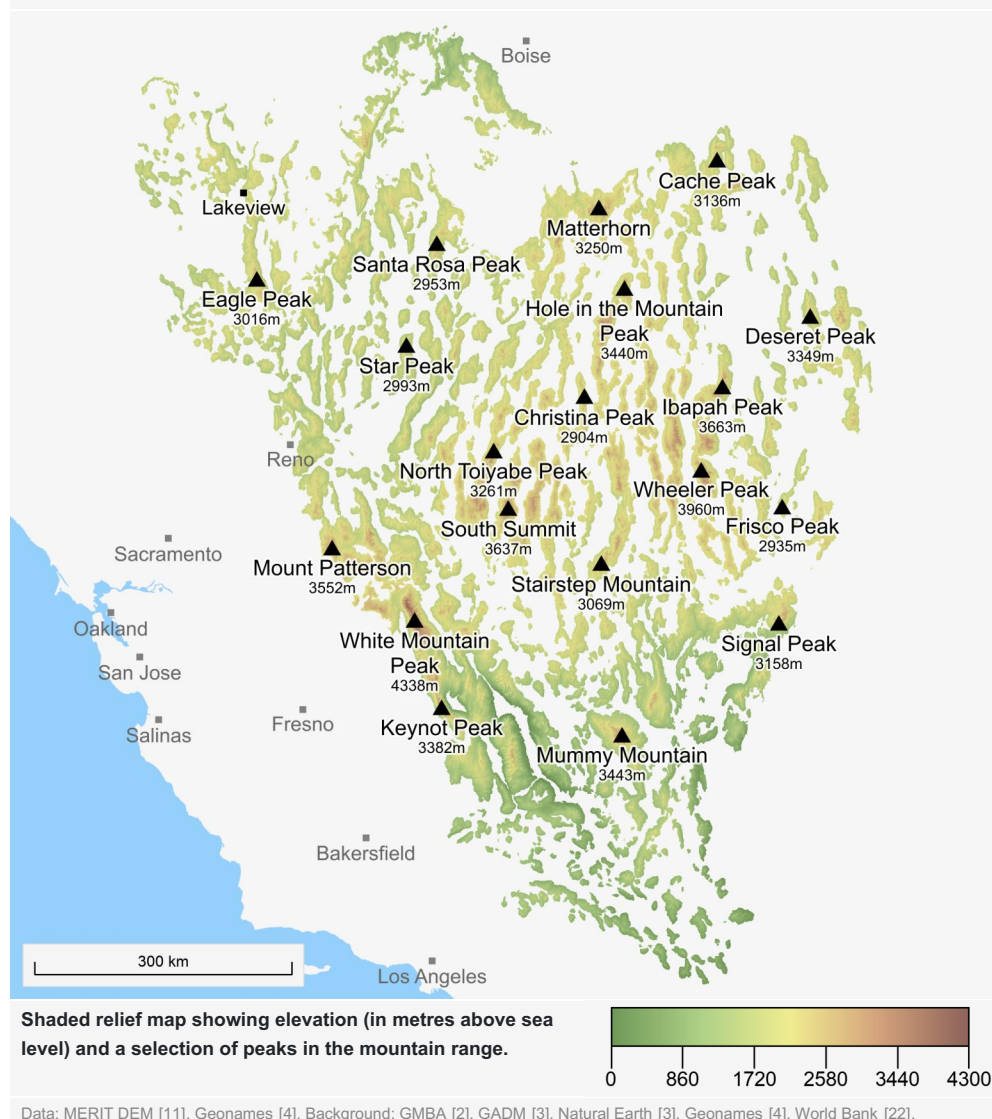 Boise
Cache Peak
3136m
Lakeview
Matterhorn
3250m
Santa Rosa Peak
2953m
Eagle Peak
3016m
Hole in the Mountain
Peak
3440m
Deseret Peak
3349m
Star Peak
2993m
Christina Peak
2904m
Ibapah Peak
3663m
Reno
North Toiyabe Peak
3261m
Wheeler Peak
3960m
South Summit
3637m
Frisco Peak
2935m
Sacramento
Mount Patterson
3552m
Stairstep Mountain
3069m
Oakland
White Mountain
Peak
4338m
Signal Peak
3158m
San Jose
Salinas
Fresno
Keynot Peak
3382m
Mummy Mountain
3443m
Bakersfield
300 km
Los Angeles
Shaded relief map showing elevation (in metres above sea
level) and a selection of peaks in the mountain range.
0 860 1720 2580 3440 4300
Data: MERIT DEM [11], Geonames [4]. Background: GMBA [2], GADM [3], Natural Earth [3], Geonames [4], World Bank [22].